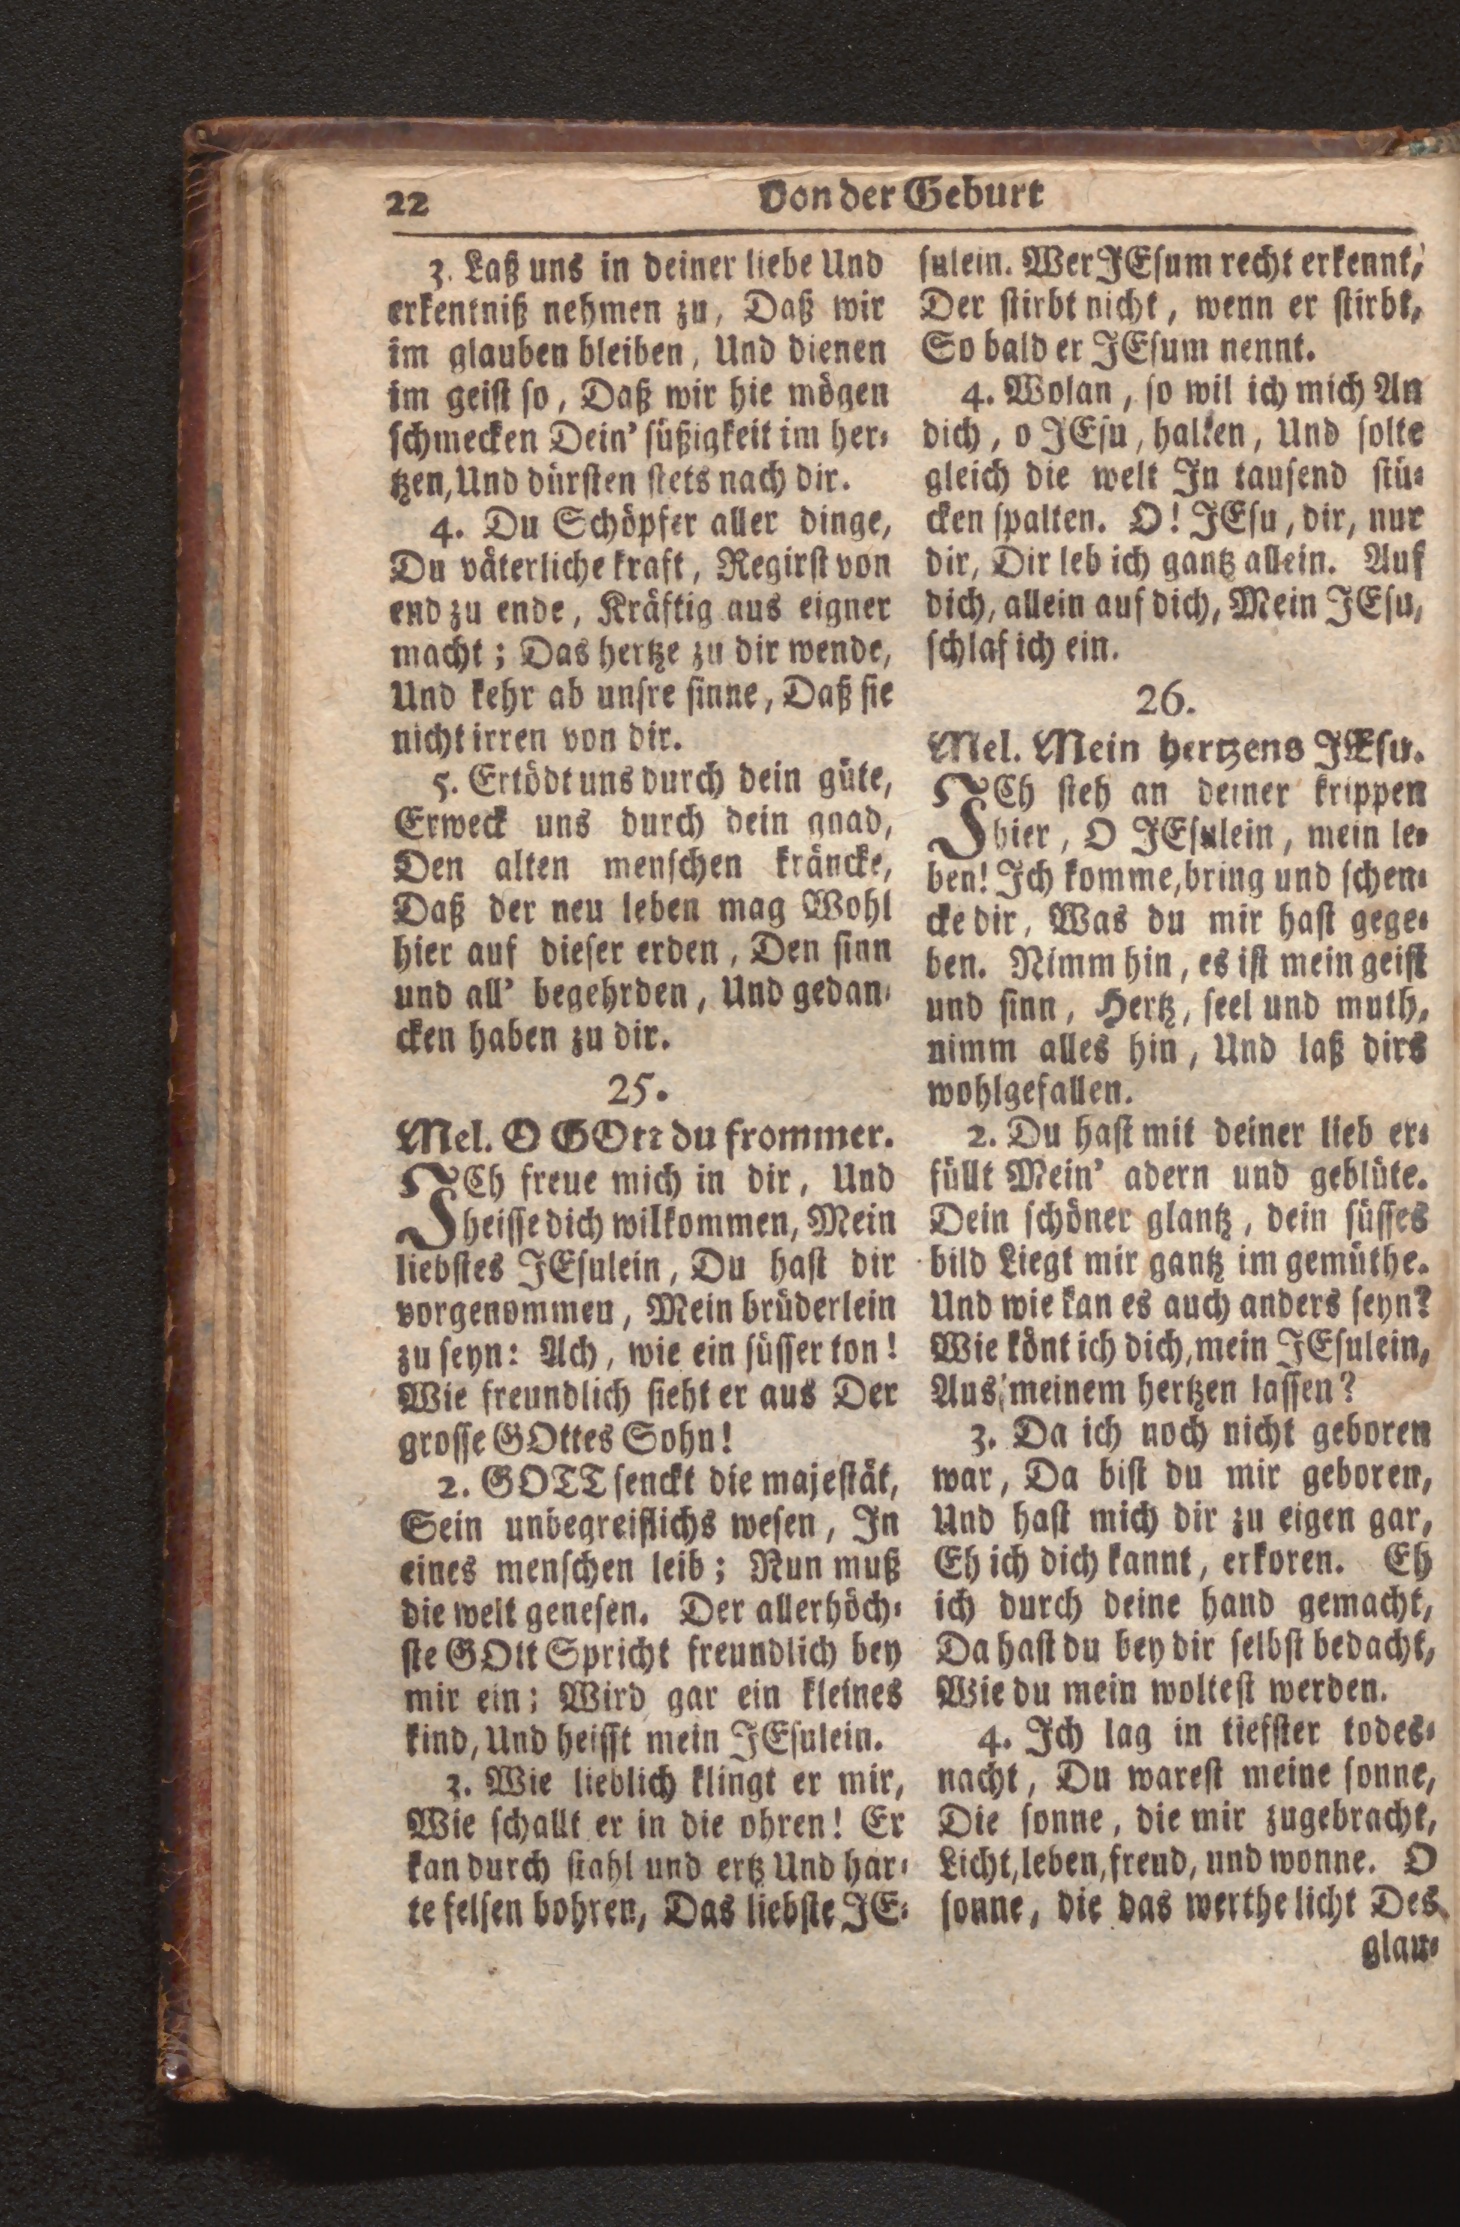 22
Von der Geburt
3. Laß uns in deiner liebe Und
erkentniß nehmen zu, Daß wir
im glauben bleiben, Und dienen
im geist so, Daß wir hie mögen
schmecken Dein' süßigkeit im her-
tzen, Und dürsten stets nach dir.
4. Du Schöpfer aller dinge,
Du väterliche kraft, Regirst von
end zu ende, Kräftig aus eigner
macht; Das hertze zu dir wende,
Und kehr ab unsre sinne, Daß sie
nicht irren von dir.
5. Ertödt uns durch dein güte,
Erweck uns durch dein gnad,
Den alten menschen kräncke,
Daß der neu leben mag Wohl
hier auf dieser erden, Den sinn
und all' begehrden, Und gedan-
cken haben zu dir.
25.
Mel. O GOtt du frommer.
ICh freue mich in dir, Und
heisse dich wilkommen, Mein
liebstes JEsulein, Du hast dir
vorgenommen, Mein brüderlein
zu seyn: Ach, wie ein süsser ton!
Wie freundlich sieht er aus Der
grosse GOttes Sohn!
2. GOTT senckt die majestät,
Sein unbegreiflichs wesen, In
eines menschen leib; Nun muß
die welt genesen. Der allerhöch-
ste GOtt Spricht freundlich bey
mir ein; Wird gar ein kleines
kind, Und heisst mein JEsulein.
3. Wie lieblich klingt er mir,
Wie schallt er in die ohren! Er
kan durch stahl und ertz Und har-
te felsen bohren, Das liebste JE-
sulein. Wer JEsum recht erkennt,
Der stirbt nicht, wenn er stirbt,
So bald er JEsum nennt.
4. Wolan, so wil ich mich An
dich, o JEsu, halten, Und solte
gleich die welt In tausend stü-
cken spalten. O! JEsu, dir, nur
dir, Dir leb ich gantz allein. Auf
dich, allein auf dich, Mein JEsu,
schlaf ich ein.
26.
Mel. Mein hertzens JEsu.
ICh steh an deiner krippen
hier, O JEsulein, mein le-
ben! Ich komme, bring und schen-
cke dir, Was du mir hast gege-
ben. Nimm hin, es ist mein geist
und sinn, Hertz, seel und muth,
nimm alles hin, Und laß dirs
wohlgefallen.
2. Du hast mit deiner lieb er-
füllt Mein' adern und geblüte.
Dein schöner glantz, dein süsses
bild Liegt mir gantz im gemüthe.
Und wie kan es auch anders seyn?
Wie könt ich dich, mein JEsulein,
Aus meinem hertzen lassen?
3. Da ich noch nicht geboren
war, Da bist du mir geboren,
Und hast mich dir zu eigen gar,
Eh ich dich kannt, erkoren. Eh
ich durch deine hand gemacht,
Da hast du bey dir selbst bedacht,
Wie du mein woltest werden.
4. Ich lag in tiefster todes-
nacht, Du warest meine sonne,
Die sonne, die mir zugebracht,
Licht, leben, freud, und wonne. O
sonne, die das werthe licht Des
glau-